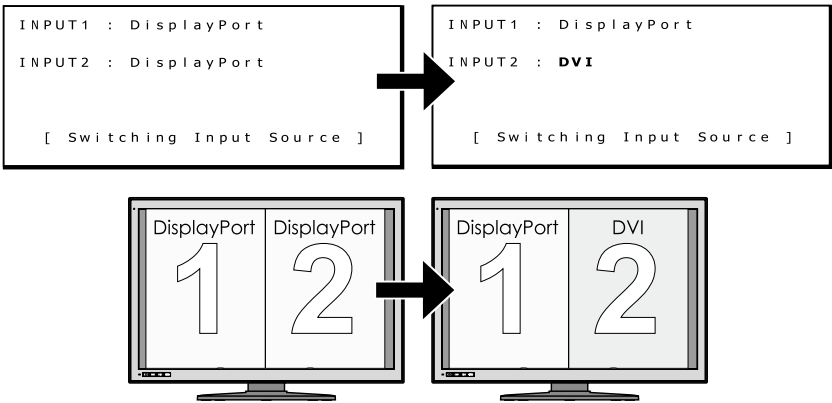 INPUT1 : DisplayPort
INPUT2 : DisplayPort
[ Switching Input Source ]
INPUT1 : DisplayPort
INPUT2 : DVI
[ Switching Input Source ]
DisplayPort DisplayPort
1 2
DisplayPort DVI
1 2